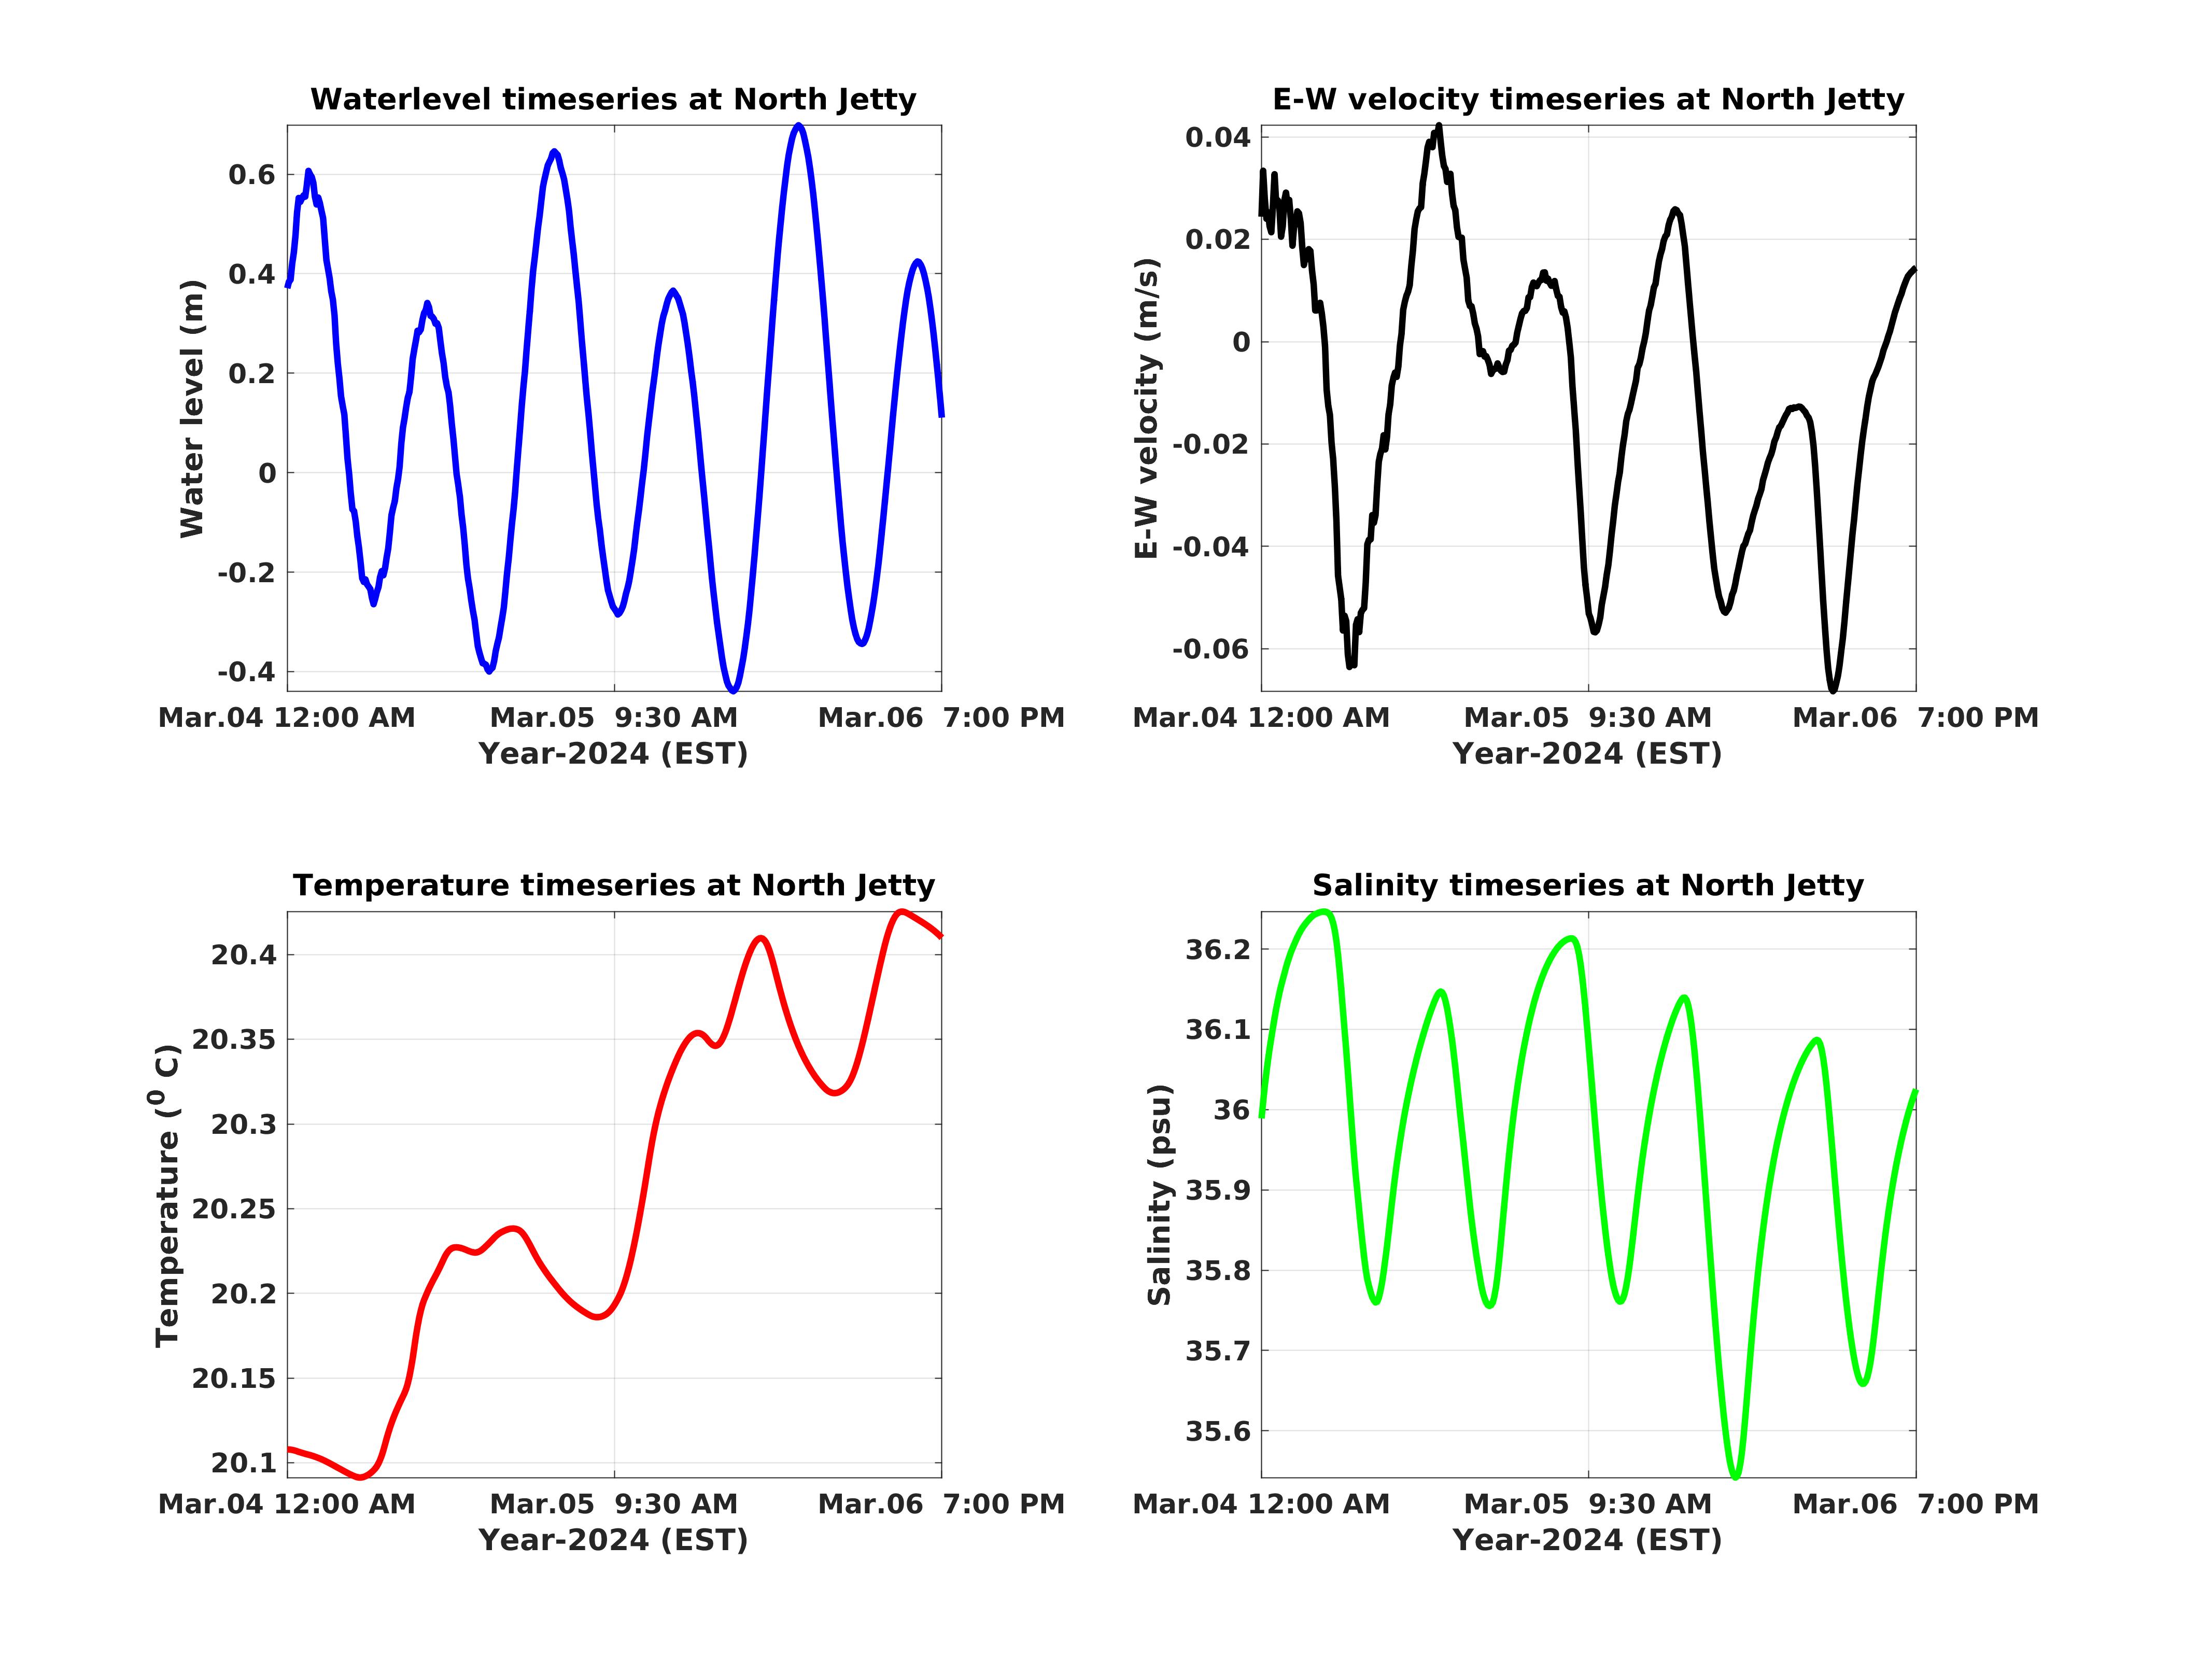 Waterlevel timeseries at North Jetty
0.6
0.4
0.2
0
-0.2
-0.4
Water level (m)
Mar.04 12:00 AM
Mar.05 9:30 AM
Mar.06 7:00 PM
Year-2024 (EST)
E-W velocity timeseries at North Jetty
0.04
0.02
0
-0.02
-0.04
-0.06
E-W velocity (m/s)
Mar.04 12:00 AM
Mar.05 9:30 AM
Mar.06 7:00 PM
Year-2024 (EST)
Temperature timeseries at North Jetty
20.4
20.35
20.3
20.25
20.2
20.15
20.1
Temperature (⁰ C)
Mar.04 12:00 AM
Mar.05 9:30 AM
Mar.06 7:00 PM
Year-2024 (EST)
Salinity timeseries at North Jetty
36.2
36.1
36
35.9
35.8
35.7
35.6
Salinity (psu)
Mar.04 12:00 AM
Mar.05 9:30 AM
Mar.06 7:00 PM
Year-2024 (EST)